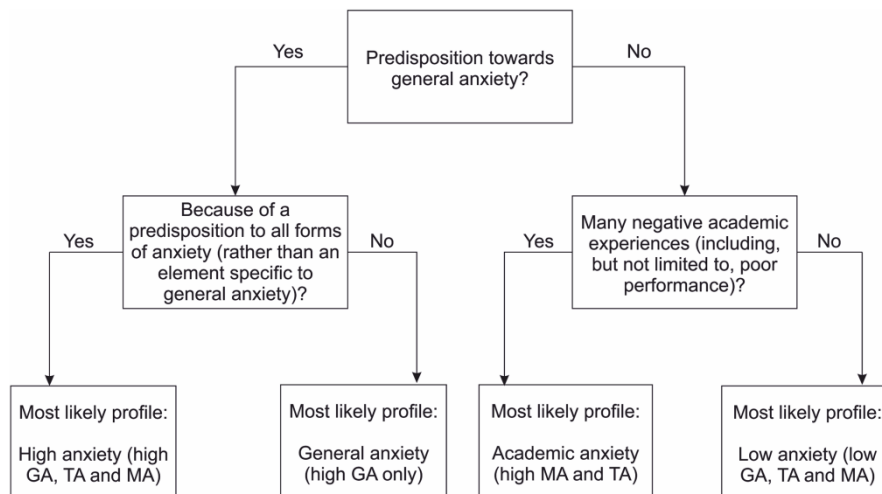 Predisposition towards
general anxiety?
Yes
No
Because of a
predisposition to all forms
of anxiety (rather than an
element specific to
general anxiety)?
Yes
No
Many negative academic
experiences (including,
but not limited to, poor
performance)?
Yes
No
Most likely profile:
High anxiety (high
GA, TA and MA)
Most likely profile:
General anxiety
(high GA only)
Most likely profile:
Academic anxiety
(high MA and TA)
Most likely profile:
Low anxiety (low
GA, TA and MA)